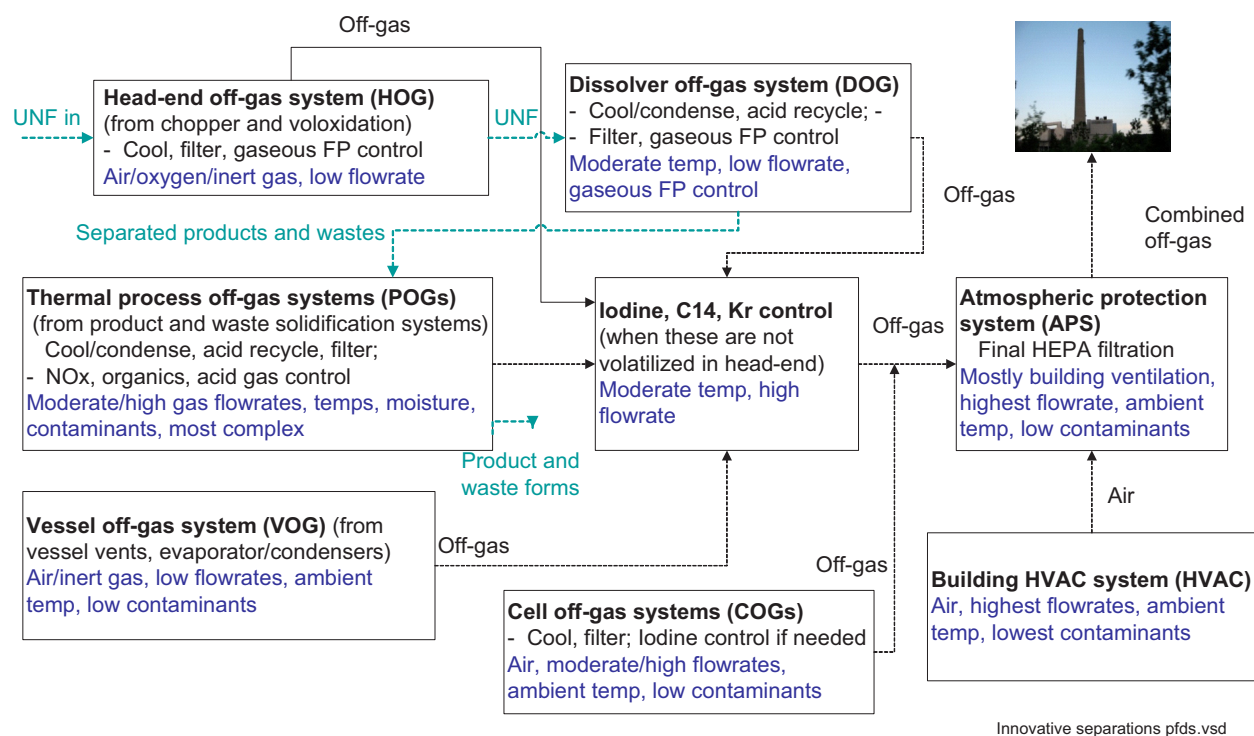 Off-gas
UNF in
Head-end off-gas system (HOG)
(from chopper and voloxidation)
- Cool, filter, gaseous FP control
Air/oxygen/inert gas, low flowrate
UNF
Dissolver off-gas system (DOG)
- Cool/condense, acid recycle; -
- Filter, gaseous FP control
Moderate temp, low flowrate,
gaseous FP control
Off-gas
Combined
off-gas
Separated products and wastes
Thermal process off-gas systems (POGs)
(from product and waste solidification systems)
Cool/condense, acid recycle, filter;
- NOx, organics, acid gas control
Moderate/high gas flowrates, temps, moisture,
contaminants, most complex
Product and
waste forms
Iodine, C14, Kr control
(when these are not
volatilized in head-end)
Moderate temp, high
flowrate
Off-gas
Atmospheric protection
system (APS)
Final HEPA filtration
Mostly building ventilation,
highest flowrate, ambient
temp, low contaminants
Air
Vessel off-gas system (VOG) (from
vessel vents, evaporator/condensers)
Air/inert gas, low flowrates, ambient
temp, low contaminants
Off-gas
Off-gas
Cell off-gas systems (COGs)
- Cool, filter; Iodine control if needed
Air, moderate/high flowrates,
ambient temp, low contaminants
Building HVAC system (HVAC)
Air, highest flowrates, ambient
temp, lowest contaminants
Innovative separations pfds.vsd